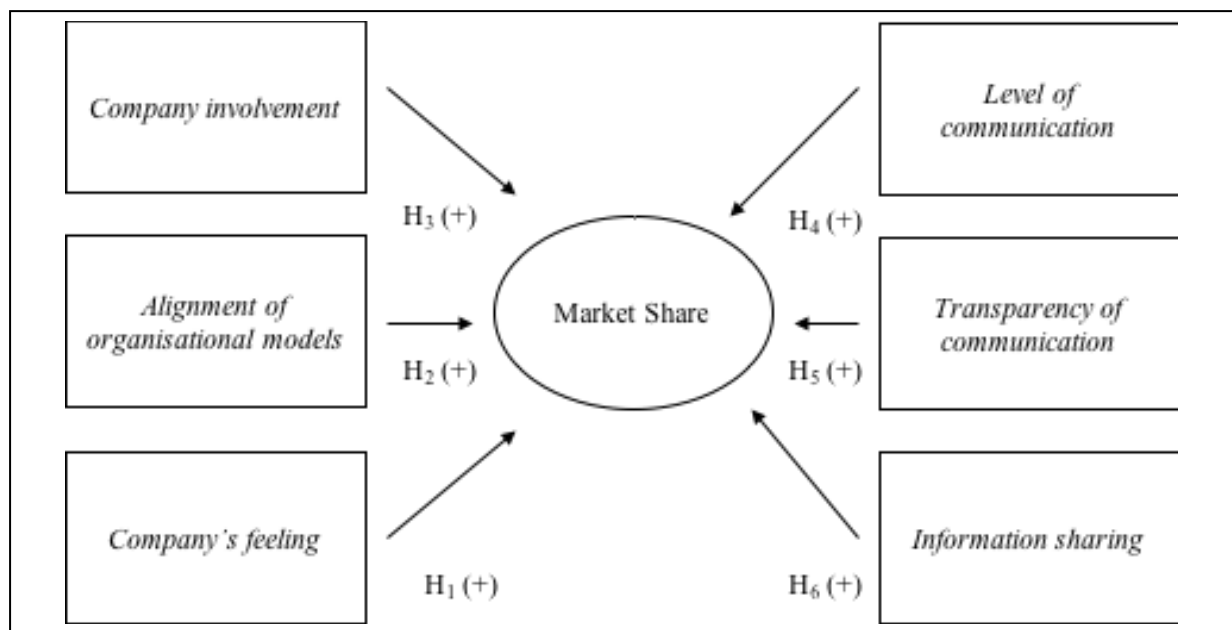 Company involvement
Level of
communication
H₃ (+)
H₄ (+)
Alignment of
organisational models
Market Share
Transparency of
communication
H₂ (+)
H₅ (+)
Company´s feeling
Information sharing
H₁ (+)
H₆ (+)